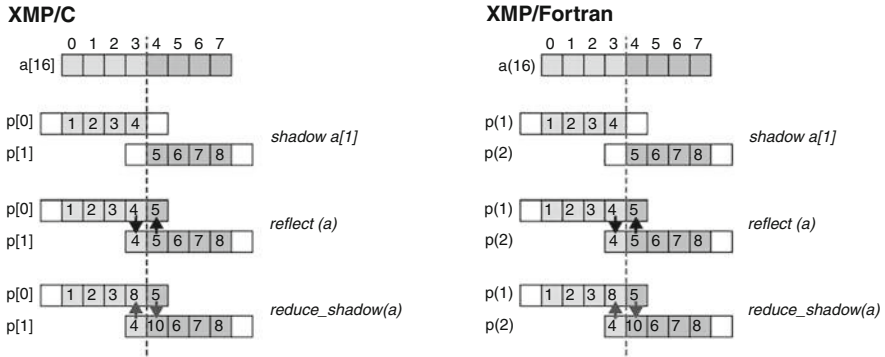 XMP/C
0 1 2 3 4 5 6 7
a[16]
p[0] 1 2 3 4
p[1] 5 6 7 8
shadow a[1]
p[0] 1 2 3 4 5
p[1] 4 5 6 7 8
reflect (a)
p[0] 1 2 3 8 5
p[1] 4 10 6 7 8
reduce_shadow(a)
XMP/Fortran
0 1 2 3 4 5 6 7
a(16)
p(1) 1 2 3 4
p(2) 5 6 7 8
shadow a[1]
p(1) 1 2 3 4 5
p(2) 4 5 6 7 8
reflect (a)
p(1) 1 2 3 8 5
p(2) 4 10 6 7 8
reduce_shadow(a)